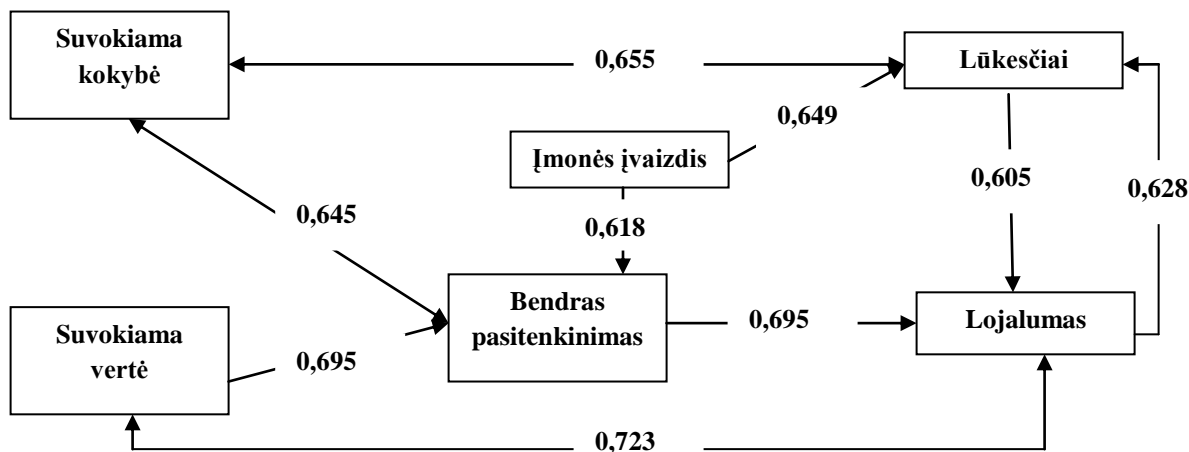 Suvokiama
kokybė
0,655
Lūkesčiai
0,649
Įmonės įvaizdis
0,605
0,628
0,645
0,618
Bendras
pasitenkinimas
0,695
Lojalumas
Suvokiama
vertė
0,695
0,723